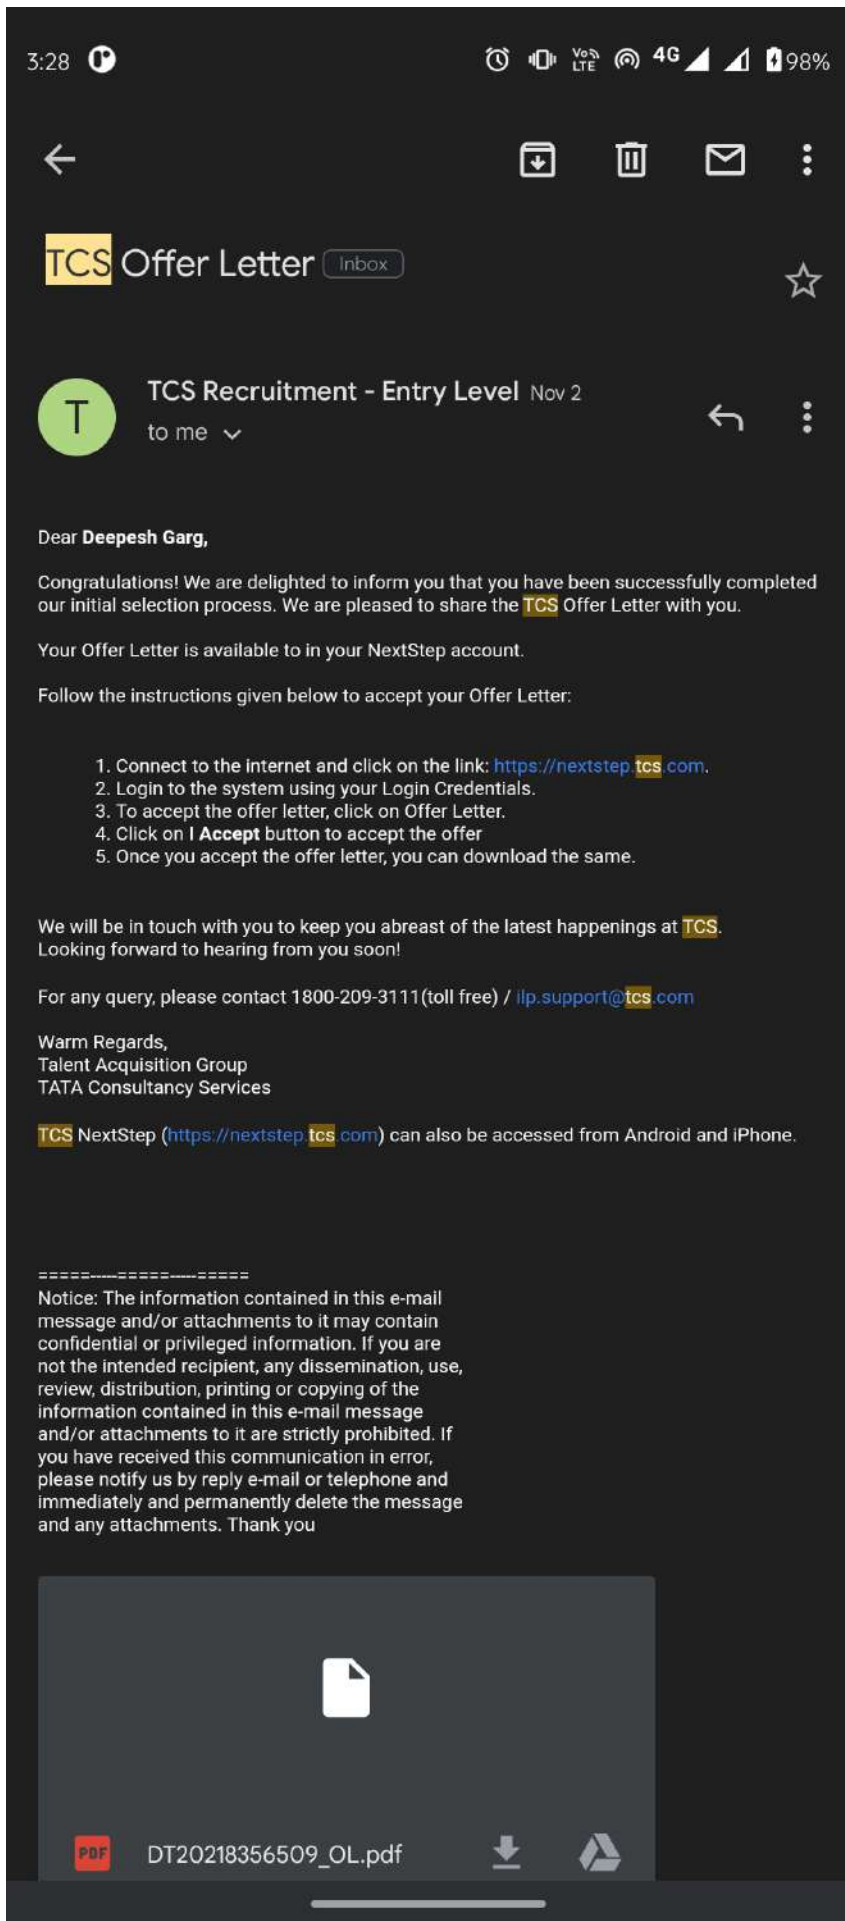 3:28
Vo))
LTE
4G
98%
TCS Offer Letter Inbox
T
TCS Recruitment - Entry Level Nov 2
to me
Dear Deepesh Garg,
Congratulations! We are delighted to inform you that you have been successfully completed
our initial selection process. We are pleased to share the TCS Offer Letter with you.
Your Offer Letter is available to in your NextStep account.
Follow the instructions given below to accept your Offer Letter:
1. Connect to the internet and click on the link: https://nextstep.tcs.com.
2. Login to the system using your Login Credentials.
3. To accept the offer letter, click on Offer Letter.
4. Click on I Accept button to accept the offer
5. Once you accept the offer letter, you can download the same.
We will be in touch with you to keep you abreast of the latest happenings at TCS.
Looking forward to hearing from you soon!
For any query, please contact 1800-209-3111(toll free) / ilp.support@tcs.com
Warm Regards,
Talent Acquisition Group
TATA Consultancy Services
TCS NextStep (https://nextstep.tcs.com) can also be accessed from Android and iPhone.
=====-----=====-----=====
Notice: The information contained in this e-mail
message and/or attachments to it may contain
confidential or privileged information. If you are
not the intended recipient, any dissemination, use,
review, distribution, printing or copying of the
information contained in this e-mail message
and/or attachments to it are strictly prohibited. If
you have received this communication in error,
please notify us by reply e-mail or telephone and
immediately and permanently delete the message
and any attachments. Thank you
PDF
DT20218356509_OL.pdf